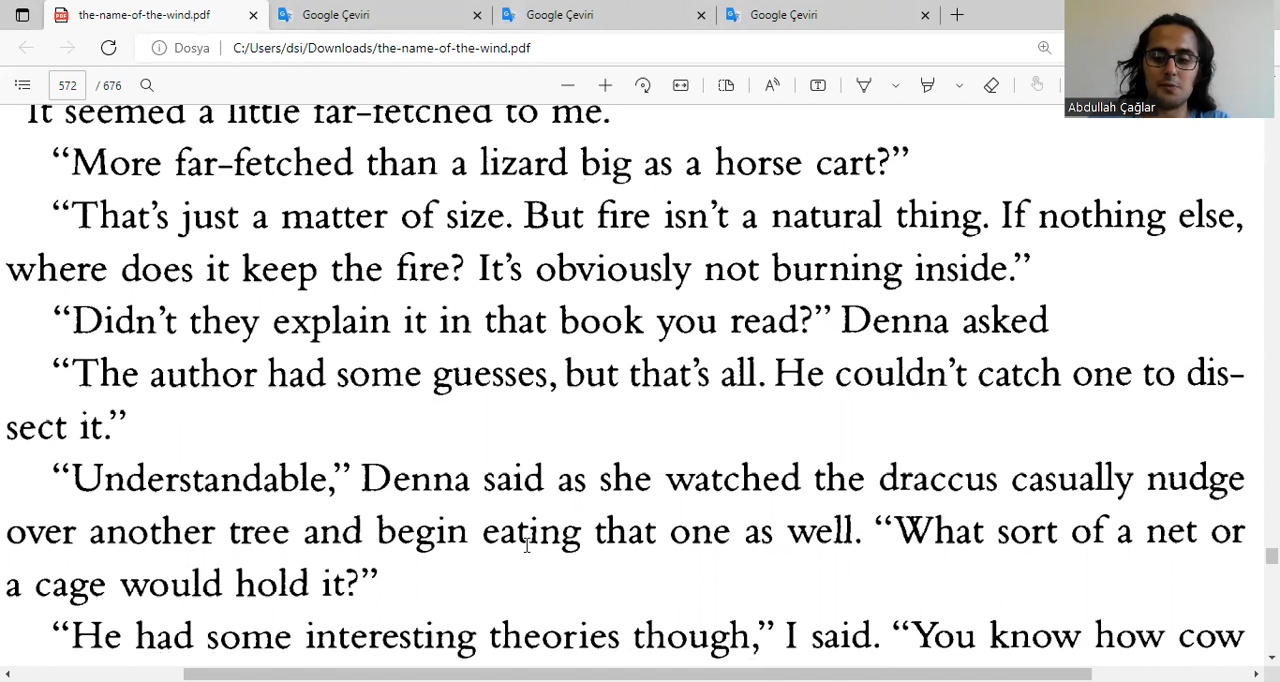 the-name-of-the-wind.pdf
Google Çeviri
Google Çeviri
Google Çeviri
Dosya
C:/Users/dsi/Downloads/the-name-of-the-wind.pdf
572 / 676
Abdullah Çağlar
It seemed a little far-fetched to me.
“More far-fetched than a lizard big as a horse cart?”
“That’s just a matter of size. But fire isn’t a natural thing. If nothing else,
where does it keep the fire? It’s obviously not burning inside.”
“Didn’t they explain it in that book you read?” Denna asked
“The author had some guesses, but that’s all. He couldn’t catch one to dis-
sect it.”
“Understandable,” Denna said as she watched the draccus casually nudge
over another tree and begin eating that one as well. “What sort of a net or
a cage would hold it?”
“He had some interesting theories though,” I said. “You know how cow